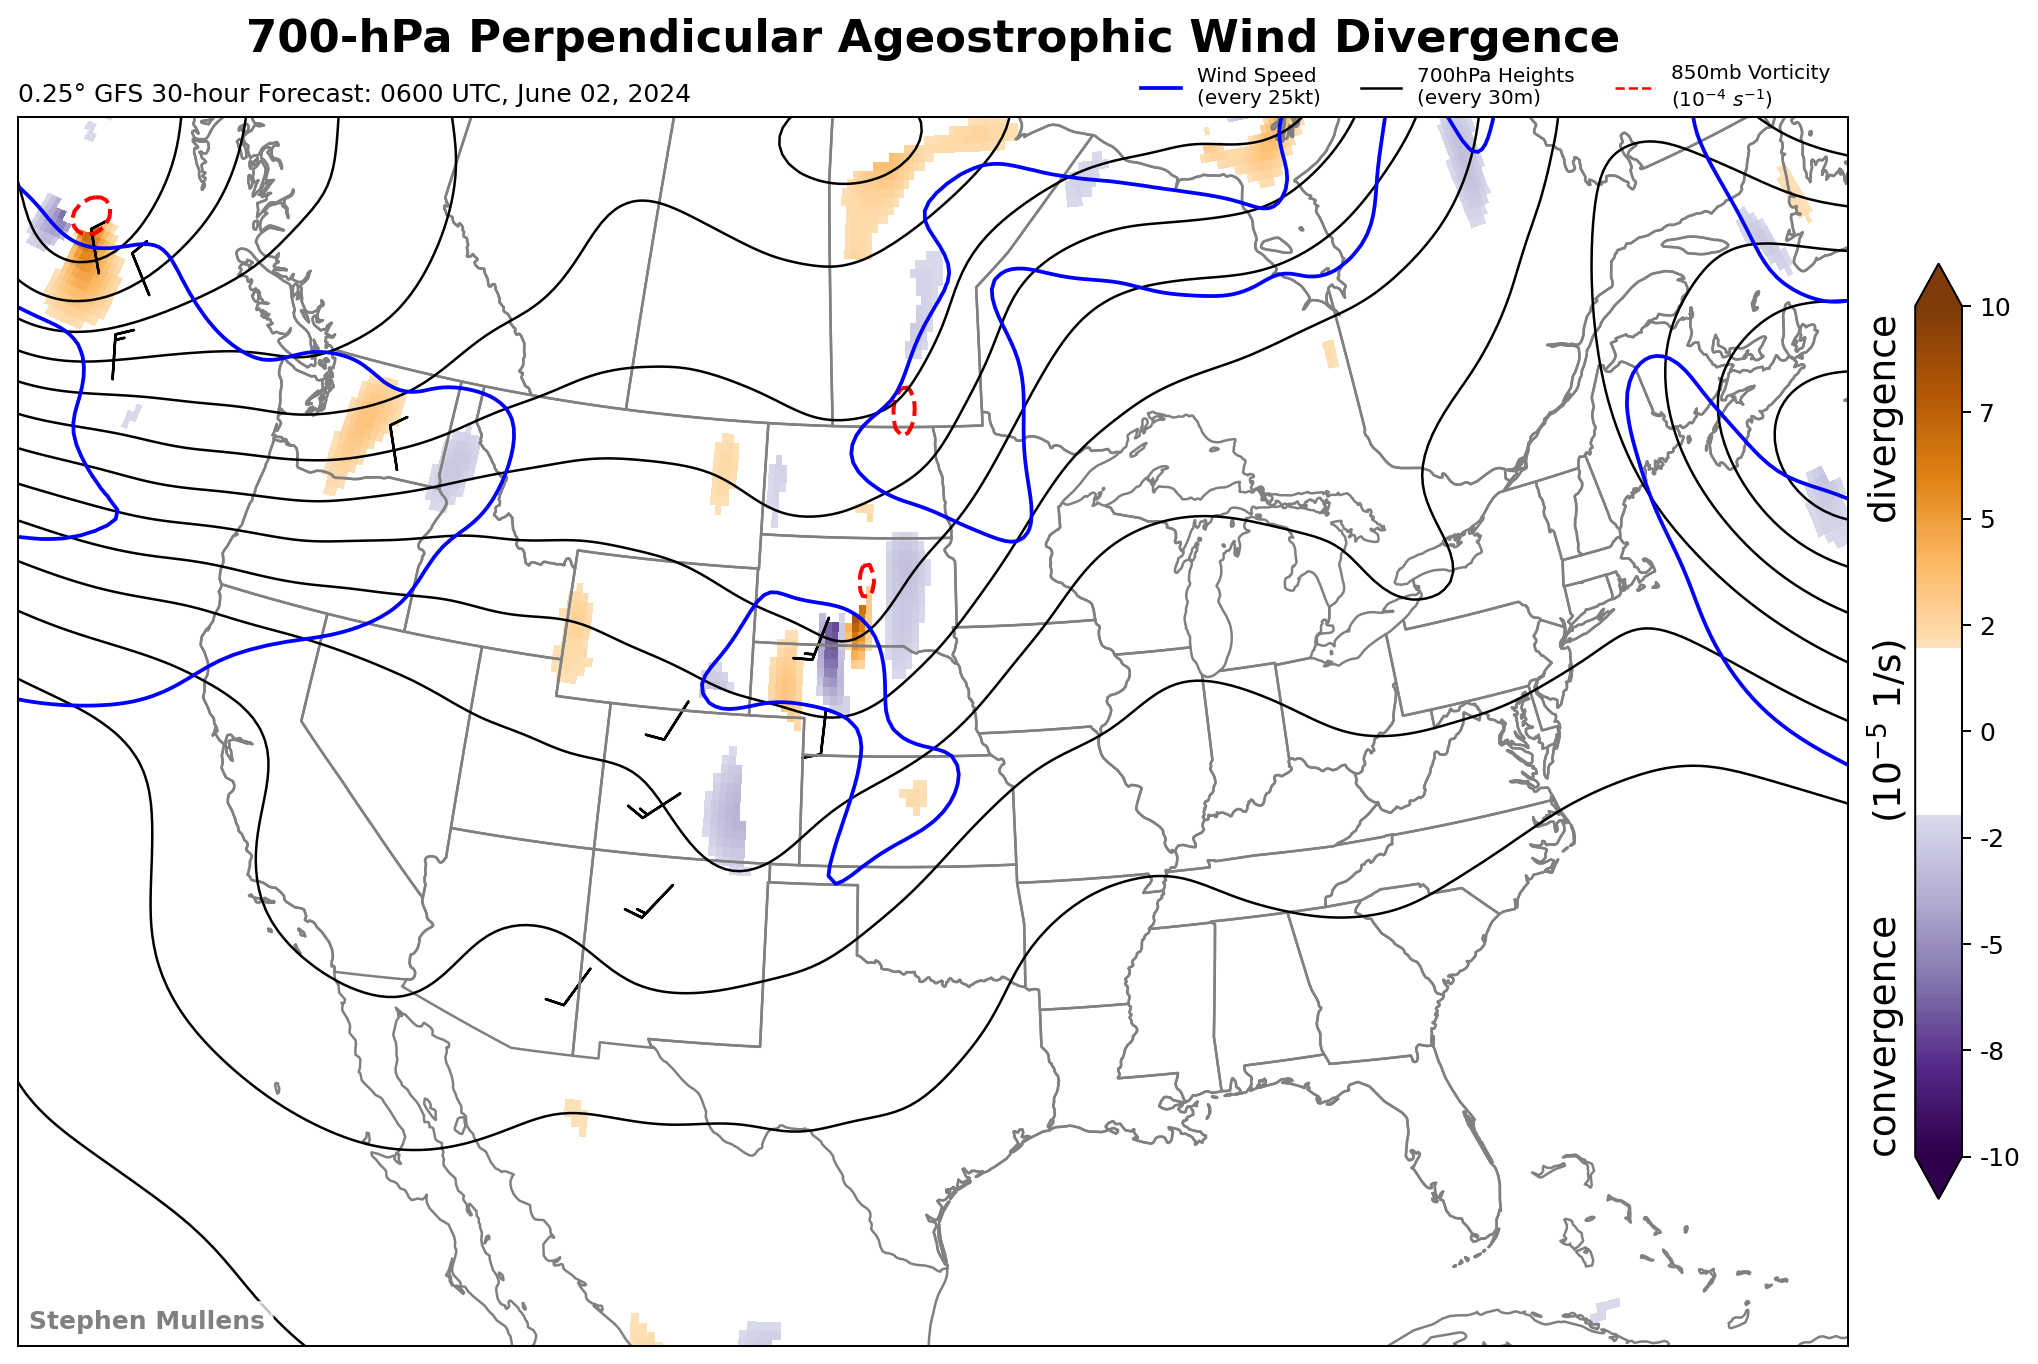 700-hPa Perpendicular Ageostrophic Wind Divergence
0.25° GFS 30-hour Forecast: 0600 UTC, June 02, 2024
Wind Speed
(every 25kt)
700hPa Heights
(every 30m)
850mb Vorticity
(10⁻⁴ s⁻¹)
10
7
5
2
0
-2
-5
-8
-10
convergence (10⁻⁵ 1/s) divergence
Stephen Mullens